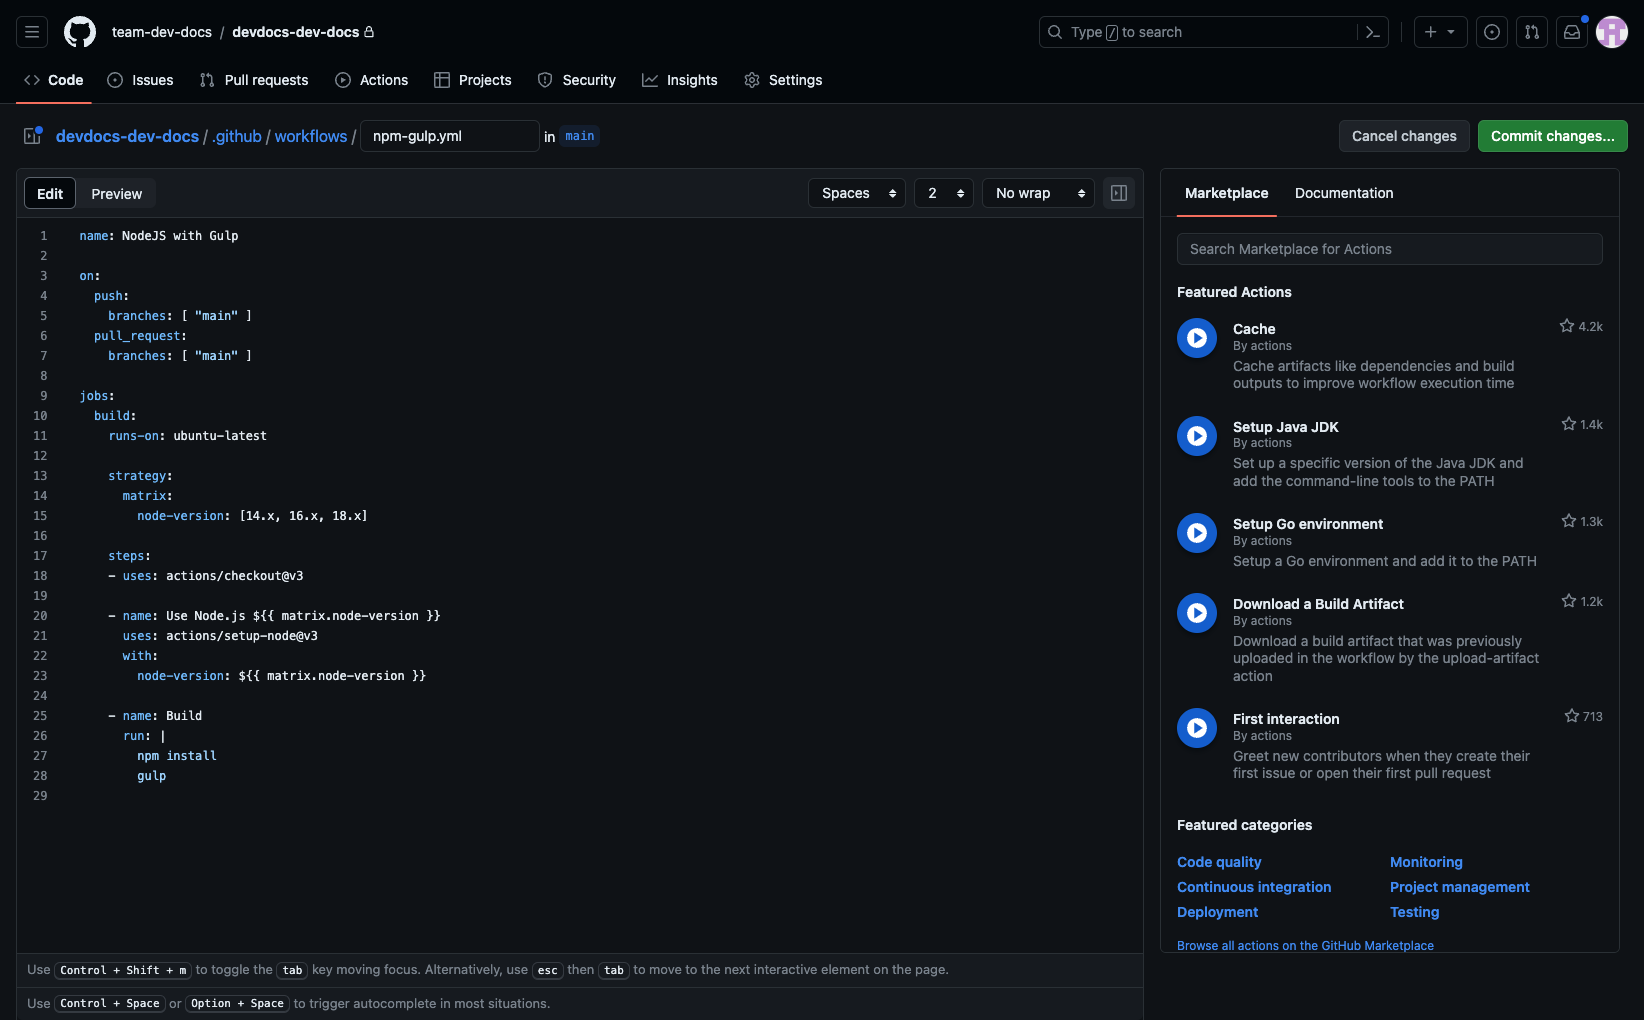 team-dev-docs / devdocs-dev-docs
Type / to search
Code Issues Pull requests Actions Projects Security Insights Settings
devdocs-dev-docs / .github / workflows / npm-gulp.yml in main
Cancel changes Commit changes...
Edit Preview
Spaces 2 No wrap
1 name: NodeJS with Gulp
2
3 on:
4 push:
5 branches: [ "main" ]
6 pull_request:
7 branches: [ "main" ]
8
9 jobs:
10 build:
11 runs-on: ubuntu-latest
12
13 strategy:
14 matrix:
15 node-version: [14.x, 16.x, 18.x]
16
17 steps:
18 - uses: actions/checkout@v3
19
20 - name: Use Node.js ${{ matrix.node-version }}
21 uses: actions/setup-node@v3
22 with:
23 node-version: ${{ matrix.node-version }}
24
25 - name: Build
26 run: |
27 npm install
28 gulp
29
Use Control + Shift + m to toggle the tab key moving focus. Alternatively, use esc then tab to move to the next interactive element on the page.
Use Control + Space or Option + Space to trigger autocomplete in most situations.
Marketplace Documentation
Search Marketplace for Actions
Featured Actions
Cache 4.2k
By actions
Cache artifacts like dependencies and build
outputs to improve workflow execution time
Setup Java JDK 1.4k
By actions
Set up a specific version of the Java JDK and
add the command-line tools to the PATH
Setup Go environment 1.3k
By actions
Setup a Go environment and add it to the PATH
Download a Build Artifact 1.2k
By actions
Download a build artifact that was previously
uploaded in the workflow by the upload-artifact
action
First interaction 713
By actions
Greet new contributors when they create their
first issue or open their first pull request
Featured categories
Code quality Monitoring
Continuous integration Project management
Deployment Testing
Browse all actions on the GitHub Marketplace